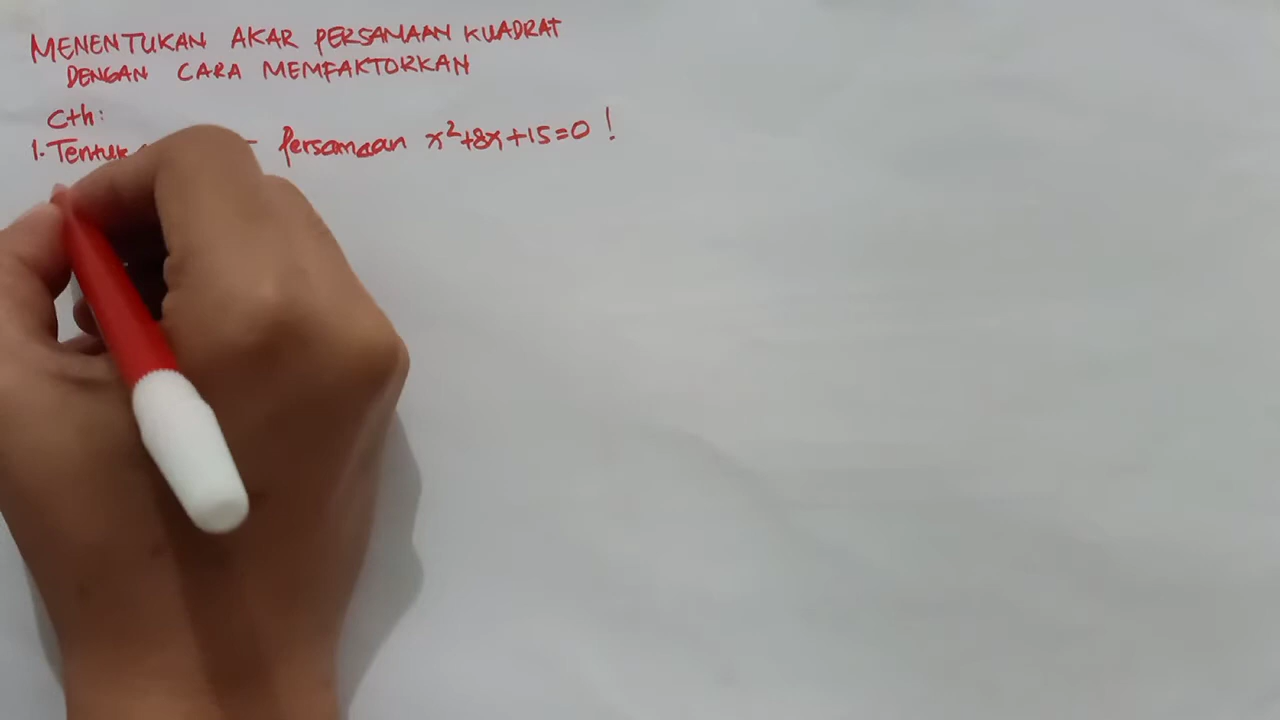 MENENTUKAN AKAR PERSAMAAN KUADRAT
DENGAN CARA MEMFAKTORKAN
Cth:
1. Tentuk Persamaan x²+8x+15=0 !